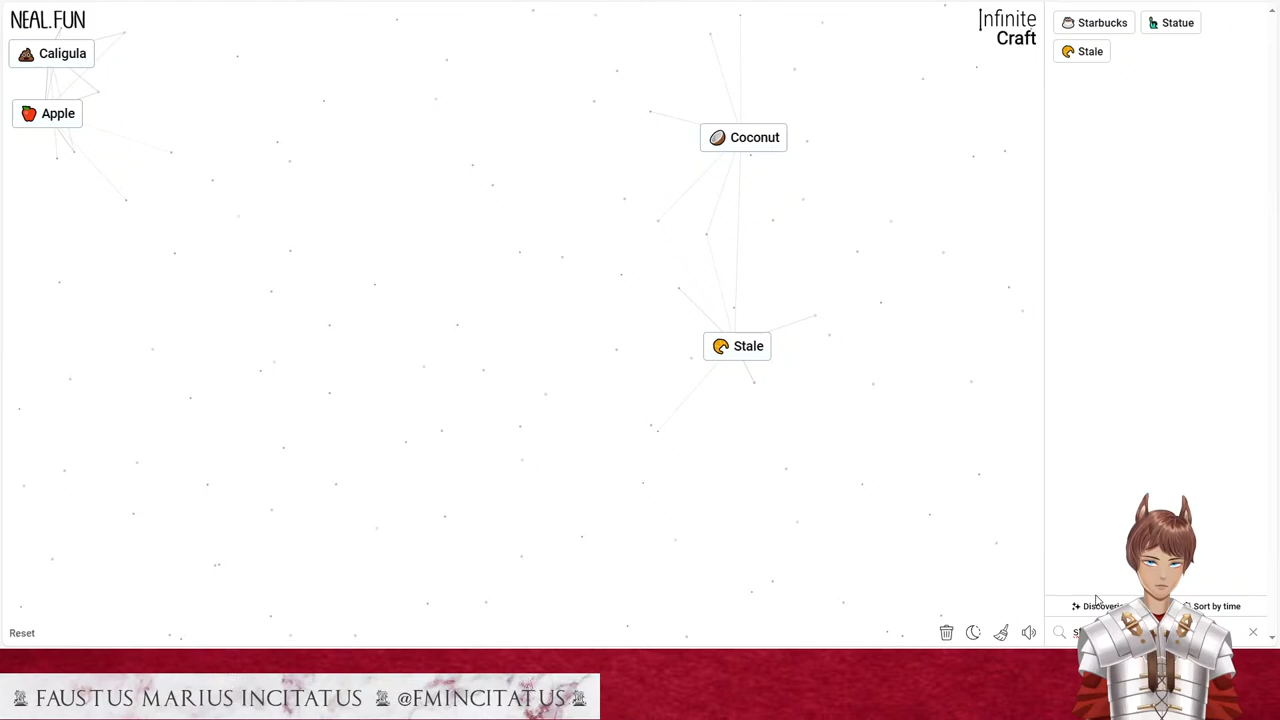 NEAL.FUN
Infinite
Craft
Caligula
Apple
Coconut
Stale
Starbucks
Statue
Stale
Reset
Sort by time
FAUSTUS MARIUS INCITATUS @FMINCITATUS